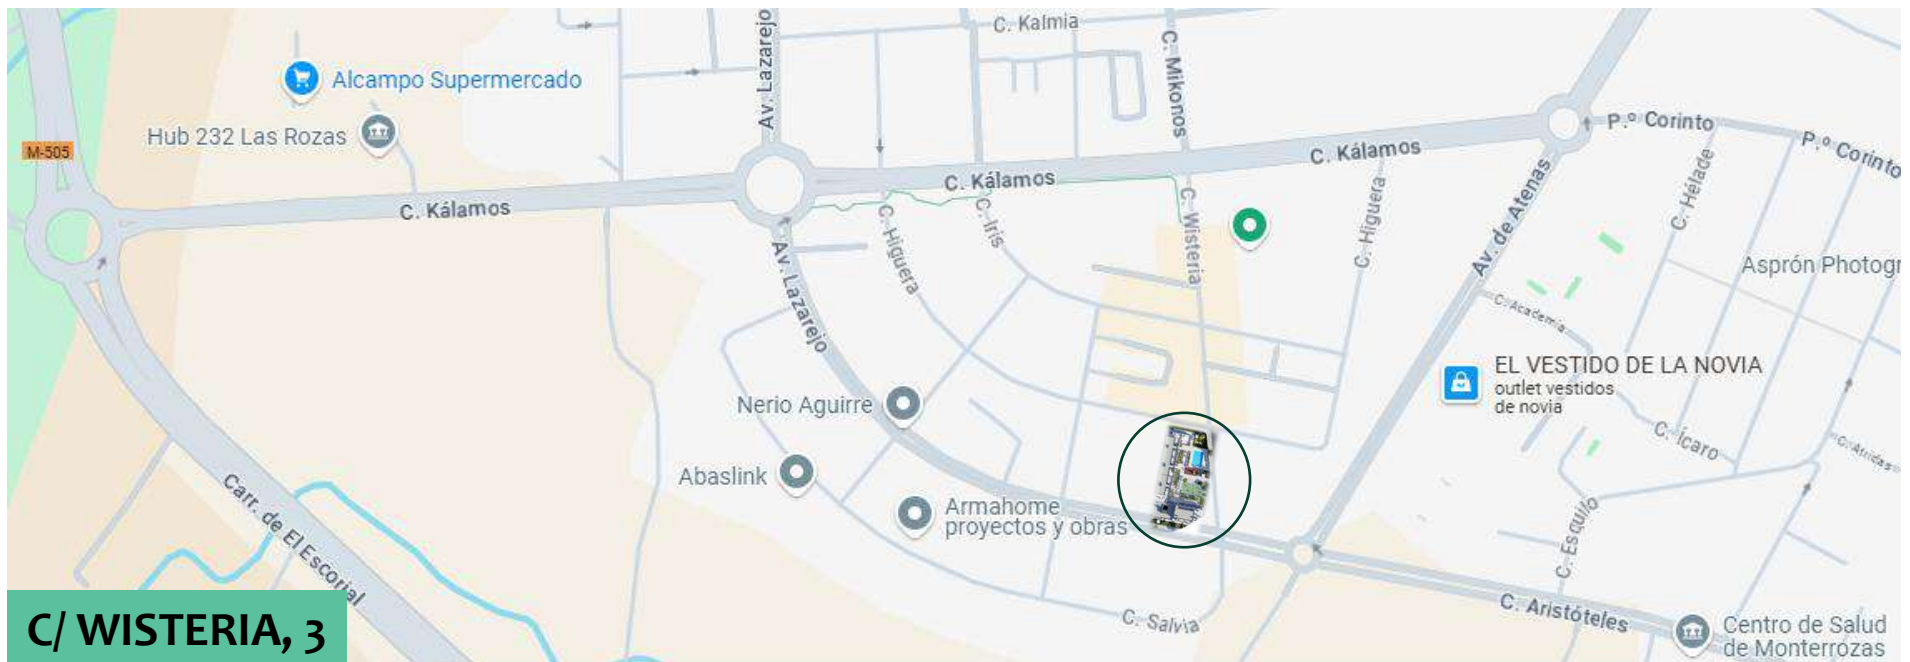 C. Kalmia
Av. Lazarejo
C. Mikonos
Alcampo Supermercado
Hub 232 Las Rozas
M-505
P.º Corinto
P.º Corinto
C. Kálamos
C. Kálamos
C. Kálamos
C. Hélade
C. Higuera
C. Iris
C. Wisteria
C. Higuera
Av. de Atenas
Av. Lazarejo
Asprón Photogr
C. Academia
EL VESTIDO DE LA NOVIA
outlet vestidos
de novia
Nerio Aguirre
C. Ícaro
C. Atridas
Abaslink
Armahome
proyectos y obras
Carr. de El Escorial
C. Esquilo
C. Salvia
C. Aristóteles
Centro de Salud
de Monterrozas
C/ WISTERIA, 3